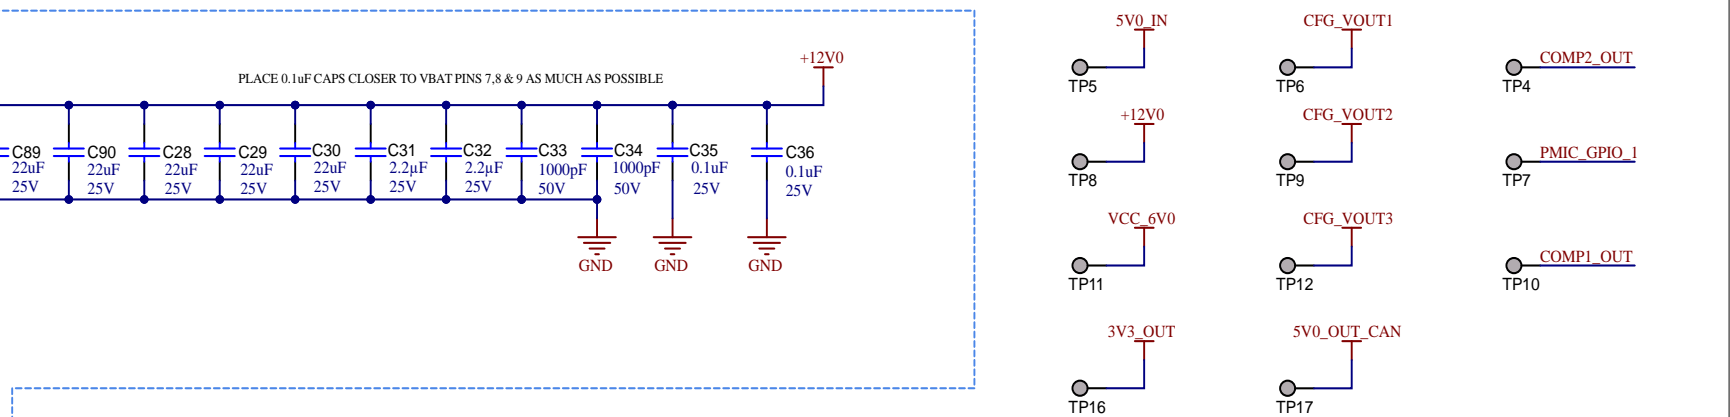 PLACE 0.1uF CAPS CLOSER TO VBAT PINS 7,8 & 9 AS MUCH AS POSSIBLE
+12V0
C89
22uF
25V
C90
22uF
25V
C28
22uF
25V
C29
22uF
25V
C30
22uF
25V
C31
2.2µF
25V
C32
2.2µF
25V
C33
1000pF
50V
C34
1000pF
50V
C35
0.1uF
25V
C36
0.1uF
25V
GND
GND
GND
5V0_IN
TP5
CFG_VOUT1
TP6
COMP2_OUT
TP4
+12V0
TP8
CFG_VOUT2
TP9
PMIC_GPIO_1
TP7
VCC_6V0
TP11
CFG_VOUT3
TP12
COMP1_OUT
TP10
3V3_OUT
TP16
5V0_OUT_CAN
TP17